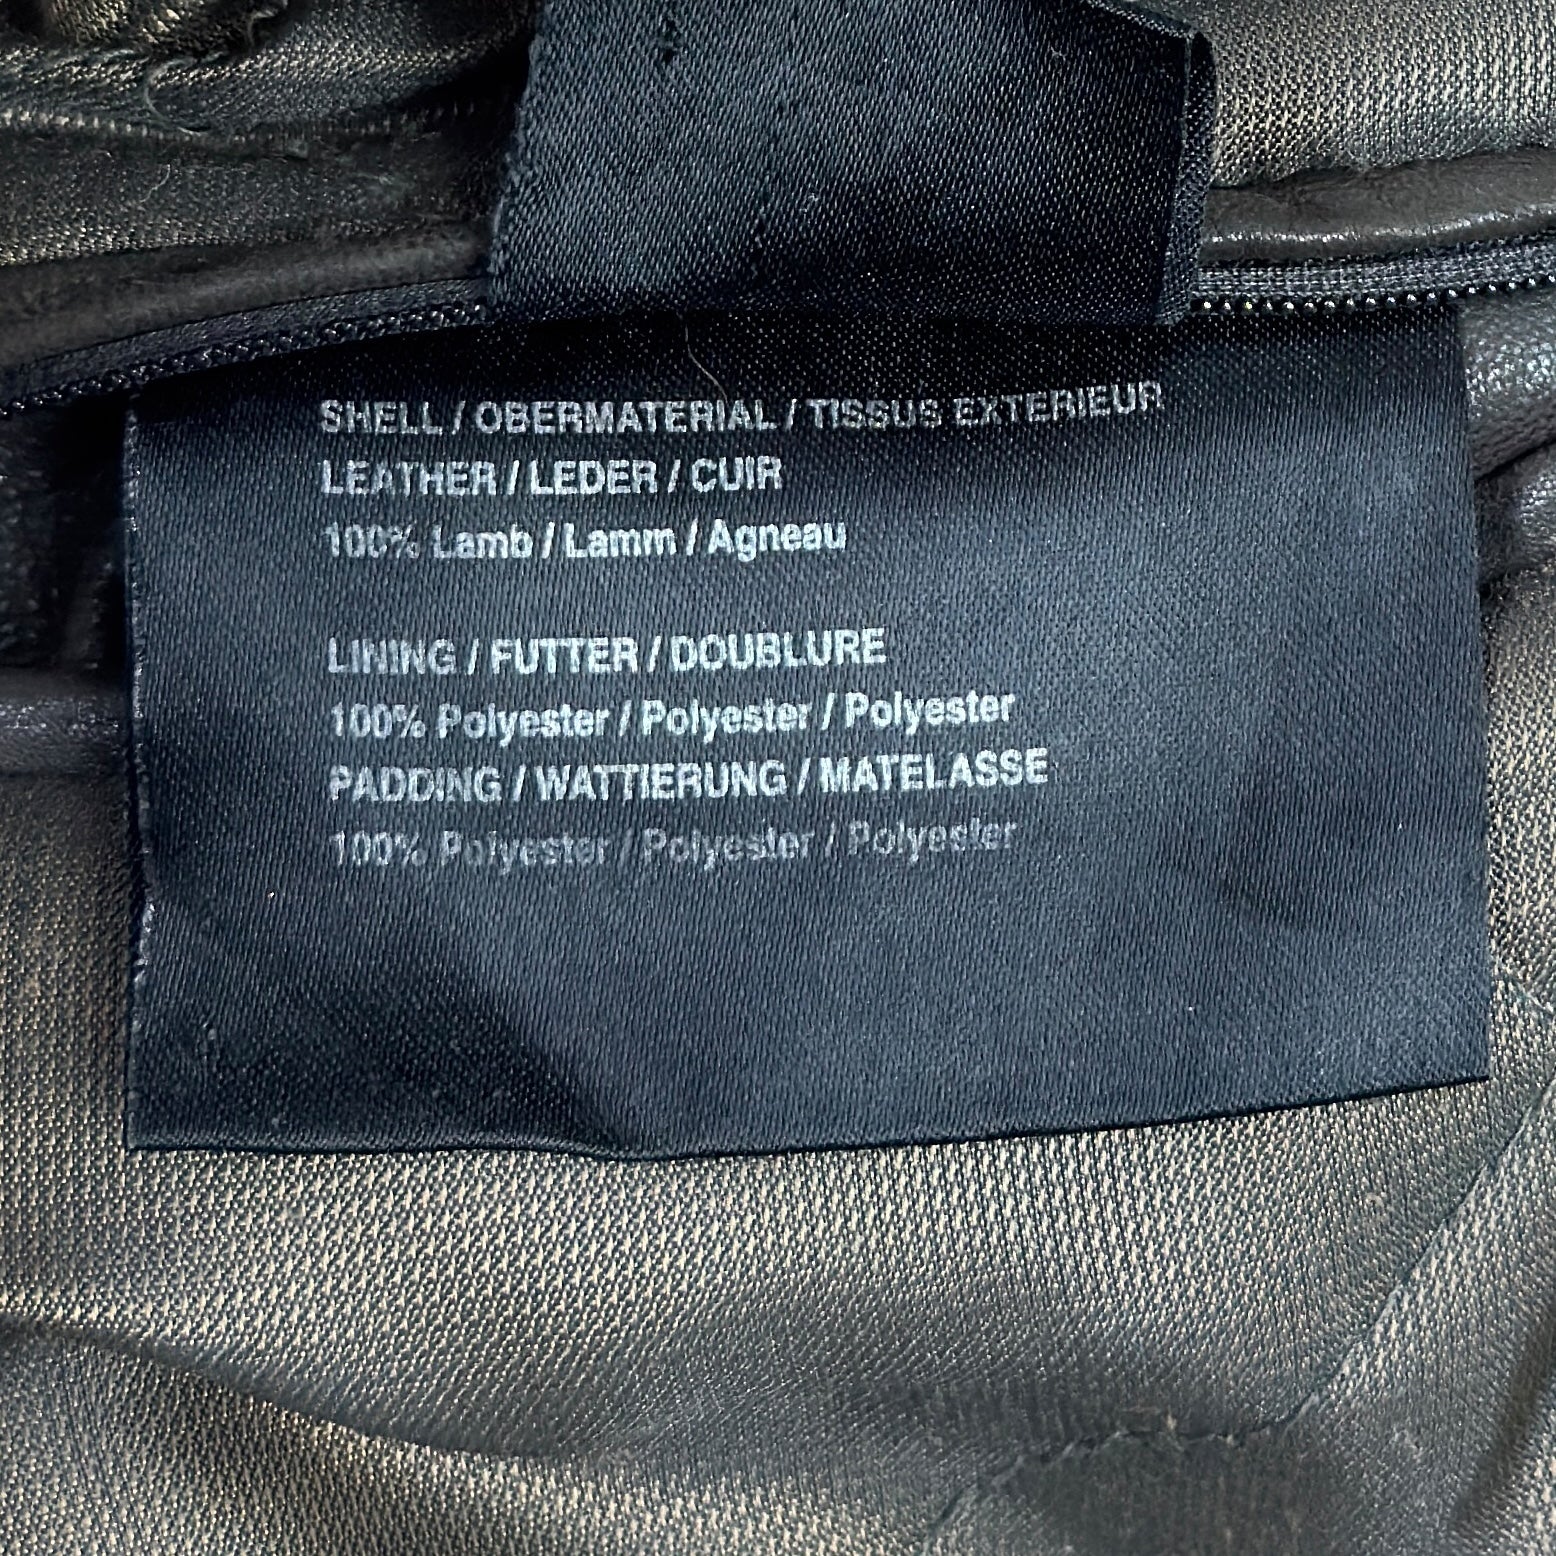 SHELL / OBERMATERIAL / TISSUS EXTERIEUR
LEATHER / LEDER / CUIR
100% Lamb / Lamm / Agneau
LINING / FUTTER / DOUBLURE
100% Polyester / Polyester / Polyester
PADDING / WATTIERUNG / MATELASSE
100% Polyester / Polyester / Polyester